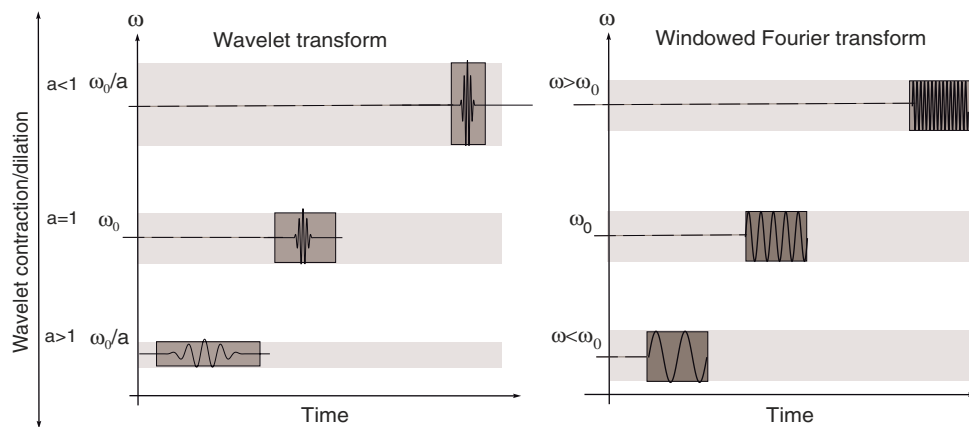 Wavelet contraction/dilation
ω
Wavelet transform
a<1
ω₀/a
a=1
ω₀
a>1
ω₀/a
Time
ω
Windowed Fourier transform
ω>ω₀
ω₀
ω<ω₀
Time